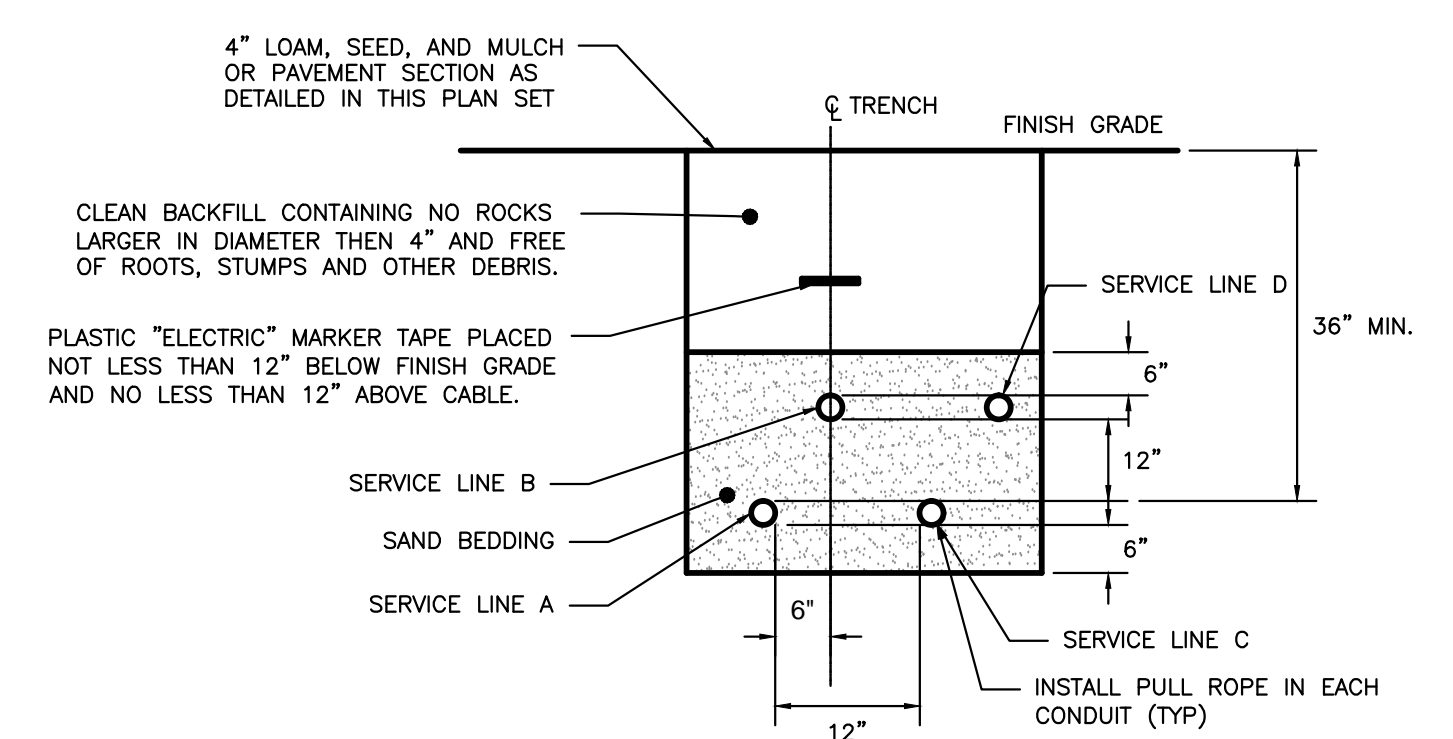 4” LOAM, SEED, AND MULCH
OR PAVEMENT SECTION AS
DETAILED IN THIS PLAN SET
℄ TRENCH
FINISH GRADE
CLEAN BACKFILL CONTAINING NO ROCKS
LARGER IN DIAMETER THEN 4” AND FREE
OF ROOTS, STUMPS AND OTHER DEBRIS.
SERVICE LINE D
36” MIN.
PLASTIC ”ELECTRIC” MARKER TAPE PLACED
NOT LESS THAN 12” BELOW FINISH GRADE
AND NO LESS THAN 12” ABOVE CABLE.
6”
12”
SERVICE LINE B
SAND BEDDING
6”
SERVICE LINE A
6"
SERVICE LINE C
INSTALL PULL ROPE IN EACH
CONDUIT (TYP)
12”